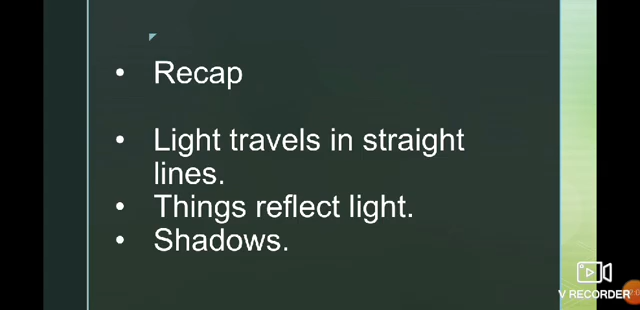 • Recap
• Light travels in straight
lines.
• Things reflect light.
• Shadows.
V RECORDER